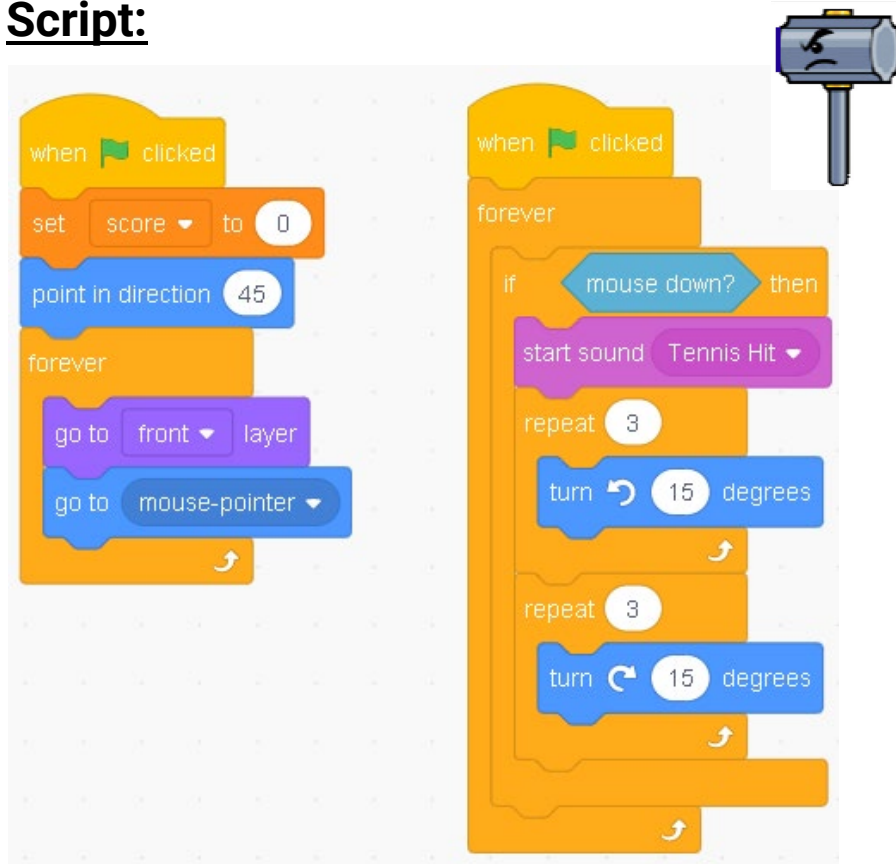 Script:
when clicked
set score to 0
point in direction 45
forever
go to front layer
go to mouse-pointer
when clicked
forever
if mouse down? then
start sound Tennis Hit
repeat 3
turn 15 degrees
repeat 3
turn 15 degrees